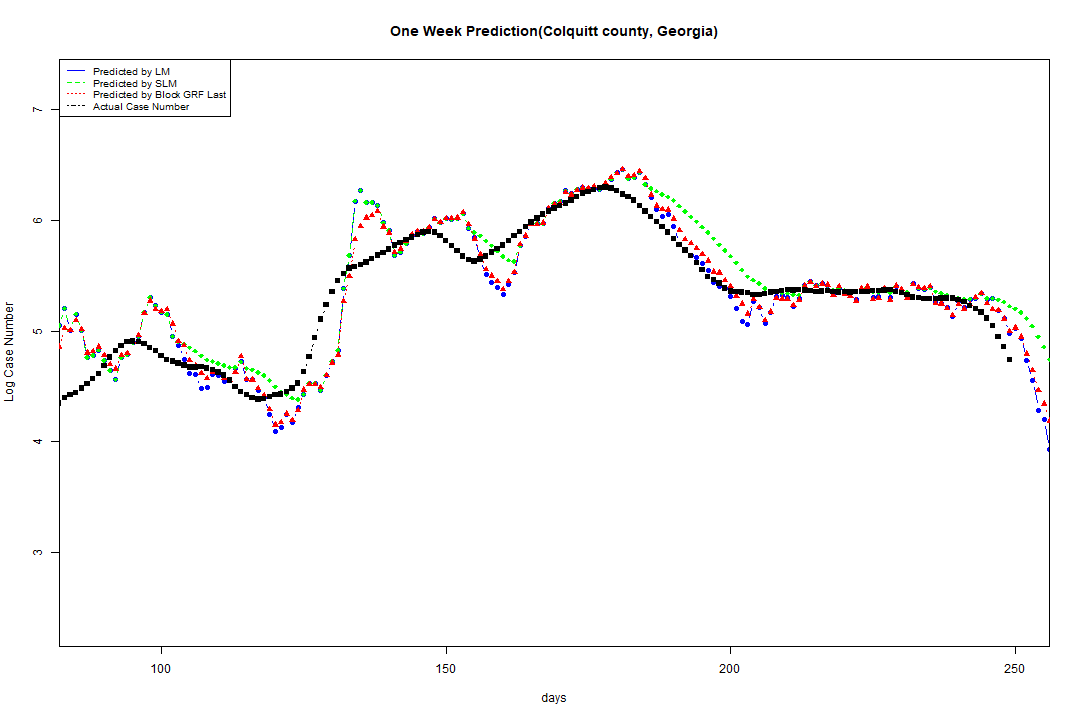 One Week Prediction(Colquitt county, Georgia)
Predicted by LM
Predicted by SLM
Predicted by Block GRF Last
Actual Case Number
7
6
5
4
3
Log Case Number
100
150
200
250
days